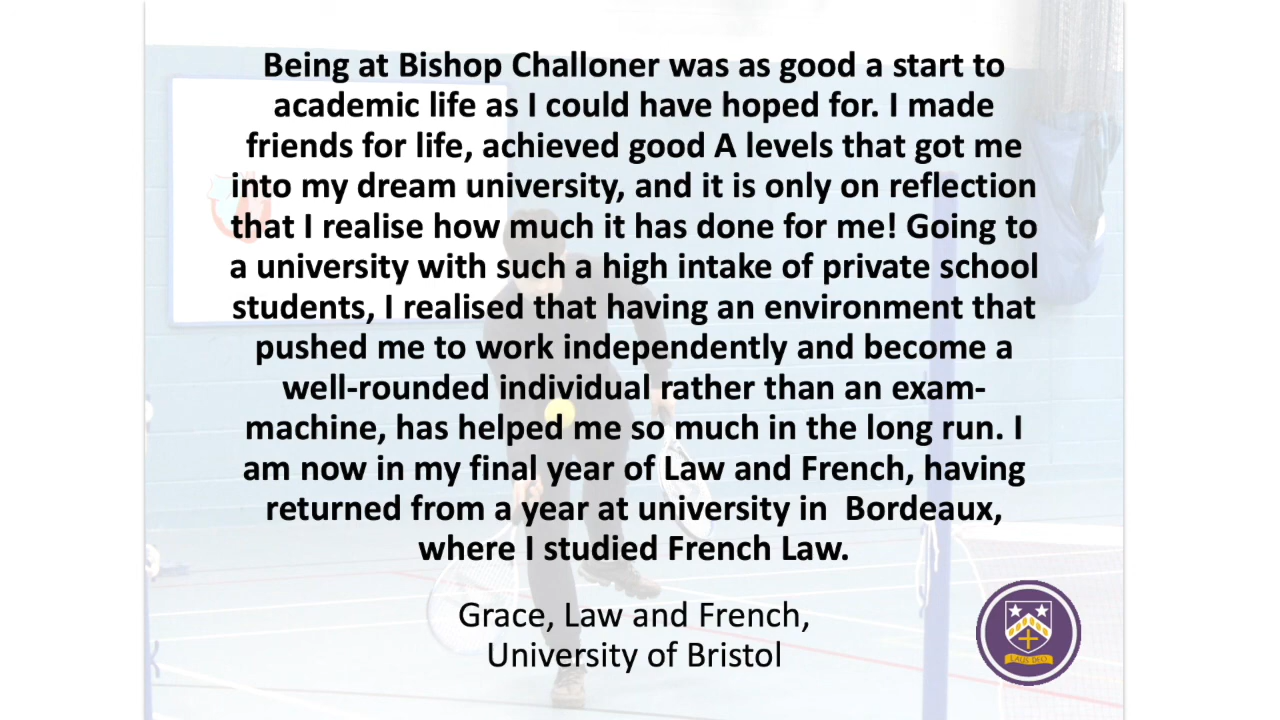 Being at Bishop Challoner was as good a start to
academic life as I could have hoped for. I made
friends for life, achieved good A levels that got me
into my dream university, and it is only on reflection
that I realise how much it has done for me! Going to
a university with such a high intake of private school
students, I realised that having an environment that
pushed me to work independently and become a
well-rounded individual rather than an exam-
machine, has helped me so much in the long run. I
am now in my final year of Law and French, having
returned from a year at university in  Bordeaux,
where I studied French Law.
Grace, Law and French,
University of Bristol
LAUS DEO